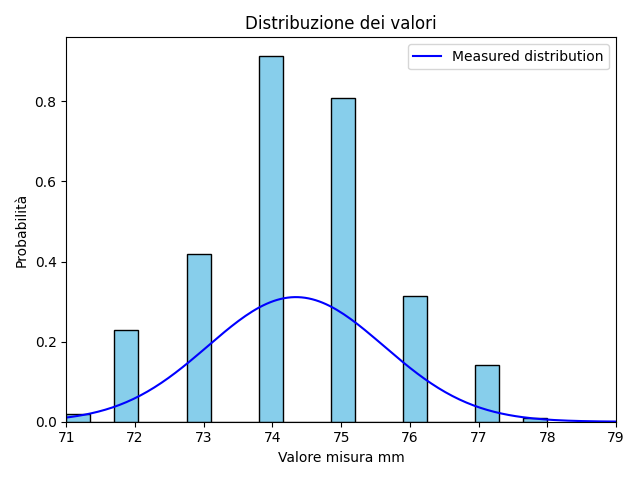 Distribuzione dei valori
Measured distribution
Probabilità
0.8
0.6
0.4
0.2
0.0
71 72 73 74 75 76 77 78 79
Valore misura mm